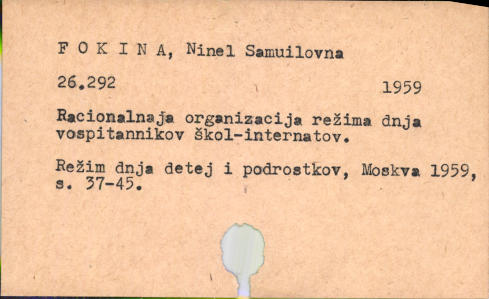 F O K I N A, Ninel Samuilovna
26.292 1959
Racionalnaja organizacija režima dnja
vospitannikov škol-internatov.
Režim dnja detej i podrostkov, Moskva 1959,
s. 37-45.